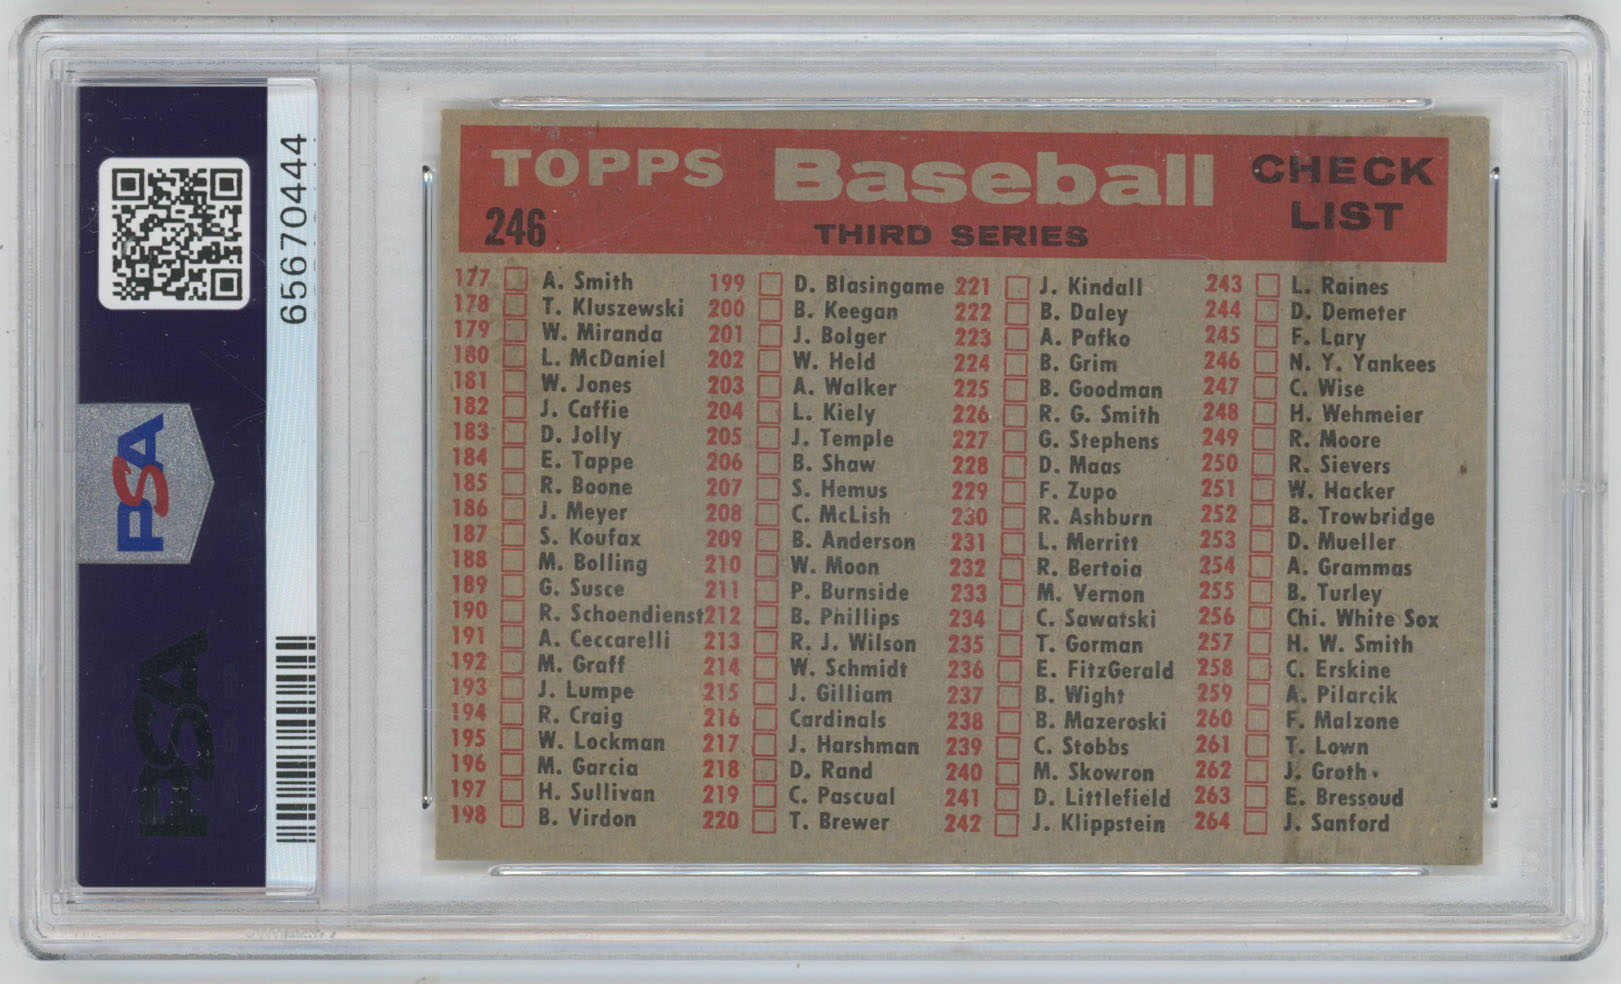 65670444
PSA
PSA
TOPPS Baseball CHECK LIST
246 THIRD SERIES
177 A. Smith
178 T. Kluszewski
179 W. Miranda
180 L. McDaniel
181 W. Jones
182 J. Caffie
183 D. Jolly
184 E. Tappe
185 R. Boone
186 J. Meyer
187 S. Koufax
188 M. Bolling
189 G. Susce
190 R. Schoendienst
191 A. Ceccarelli
192 M. Graff
193 J. Lumpe
194 R. Craig
195 W. Lockman
196 M. Garcia
197 H. Sullivan
198 B. Virdon
199 D. Blasingame
200 B. Keegan
201 J. Bolger
202 W. Held
203 A. Walker
204 L. Kiely
205 J. Temple
206 B. Shaw
207 S. Hemus
208 C. McLish
209 B. Anderson
210 W. Moon
211 P. Burnside
212 B. Phillips
213 R. J. Wilson
214 W. Schmidt
215 J. Gilliam
216 Cardinals
217 J. Harshman
218 D. Rand
219 C. Pascual
220 T. Brewer
221 J. Kindall
222 B. Daley
223 A. Pafko
224 B. Grim
225 B. Goodman
226 R. G. Smith
227 G. Stephens
228 D. Maas
229 F. Zupo
230 R. Ashburn
231 L. Merritt
232 R. Bertoia
233 M. Vernon
234 C. Sawatski
235 T. Gorman
236 E. FitzGerald
237 B. Wight
238 B. Mazeroski
239 C. Stobbs
240 M. Skowron
241 D. Littlefield
242 J. Klippstein
243 L. Raines
244 D. Demeter
245 F. Lary
246 N. Y. Yankees
247 C. Wise
248 H. Wehmeier
249 R. Moore
250 R. Sievers
251 W. Hacker
252 B. Trowbridge
253 D. Mueller
254 A. Grammas
255 B. Turley
256 Chi. White Sox
257 H. W. Smith
258 C. Erskine
259 A. Pilarcik
260 F. Malzone
261 T. Lown
262 J. Groth
263 E. Bressoud
264 J. Sanford